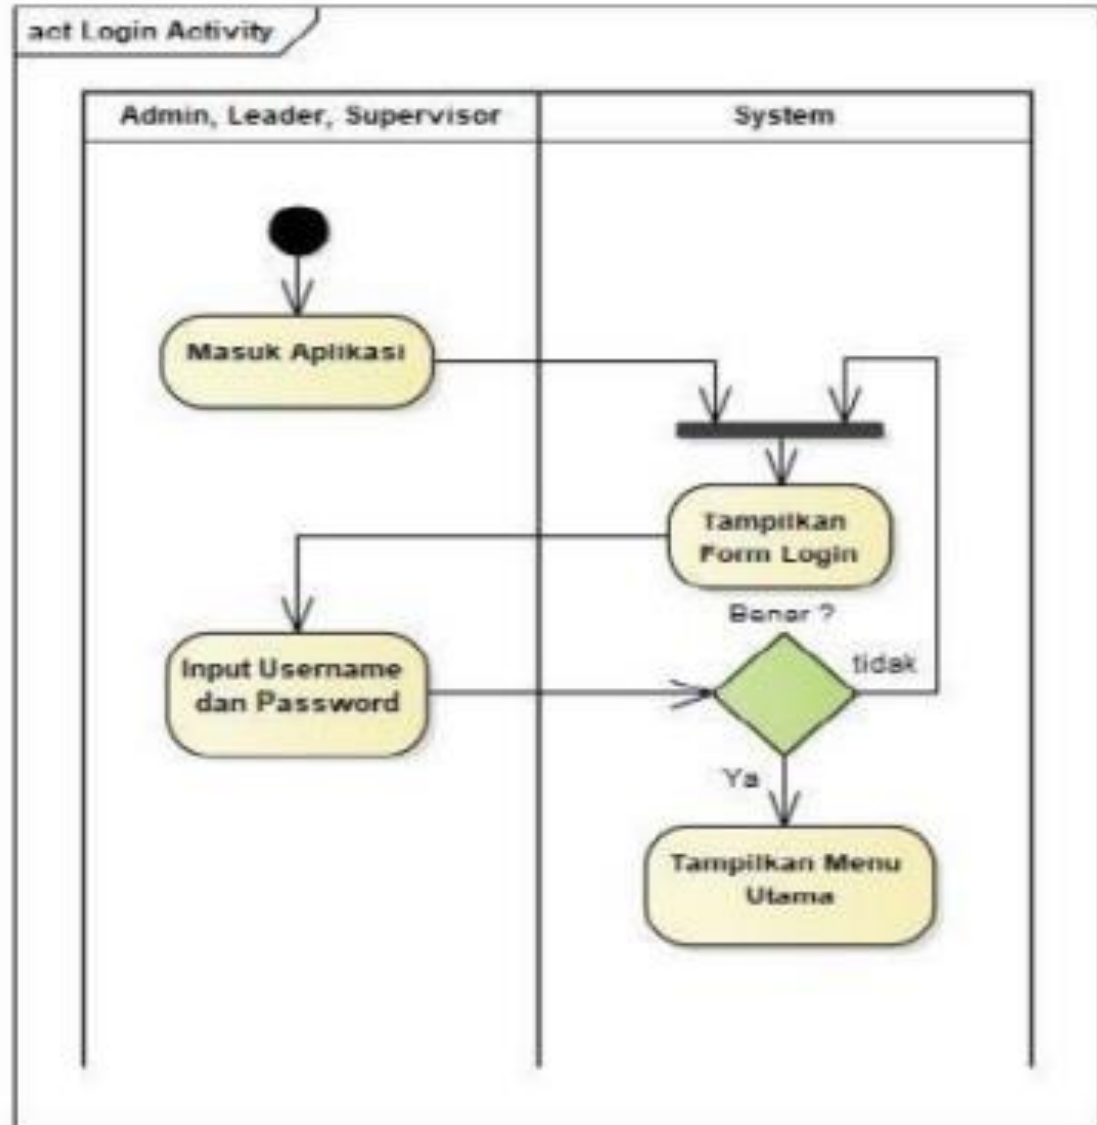 act Login Activity
Admin, Leader, Supervisor
System
Masuk Aplikasi
Tampilkan
Form Login
Benar ?
Input Username
dan Password
tidak
Ya
Tampilkan Menu
Utama